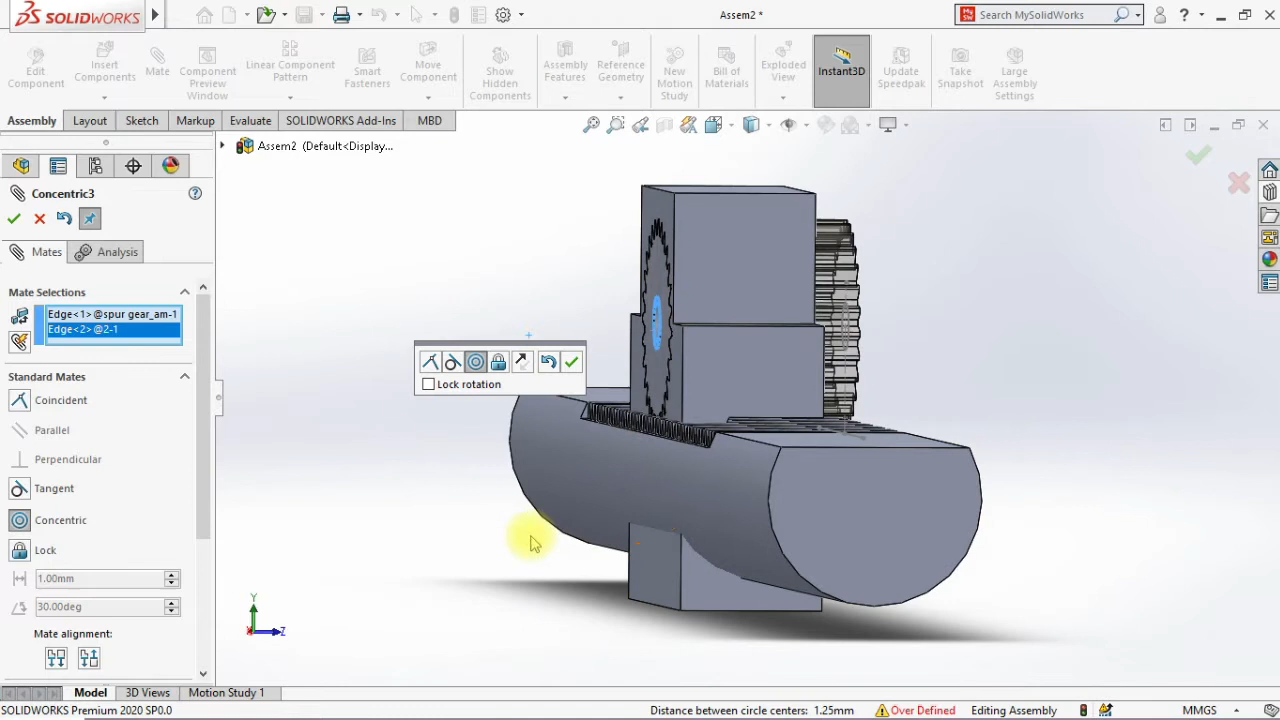 SOLIDWORKS
Assem2 *
Search MySolidWorks
Edit Component
Insert Components
Mate
Component Preview Window
Linear Component Pattern
Smart Fasteners
Move Component
Show Hidden Components
Assembly Features
Reference Geometry
New Motion Study
Bill of Materials
Exploded View
Instant3D
Update Speedpak
Take Snapshot
Large Assembly Settings
Assembly
Layout
Sketch
Markup
Evaluate
SOLIDWORKS Add-Ins
MBD
Assem2 (Default<Display...
Concentric3
Mates
Analysis
Mate Selections
Edge<1>@spur gear_am-1
Edge<2>@2-1
Standard Mates
Coincident
Parallel
Perpendicular
Tangent
Concentric
Lock
1.00mm
30.00deg
Mate alignment:
Lock rotation
Y
X
Z
Model
3D Views
Motion Study 1
SOLIDWORKS Premium 2020 SP0.0
Distance between circle centers: 1.25mm
Over Defined
Editing Assembly
MMGS